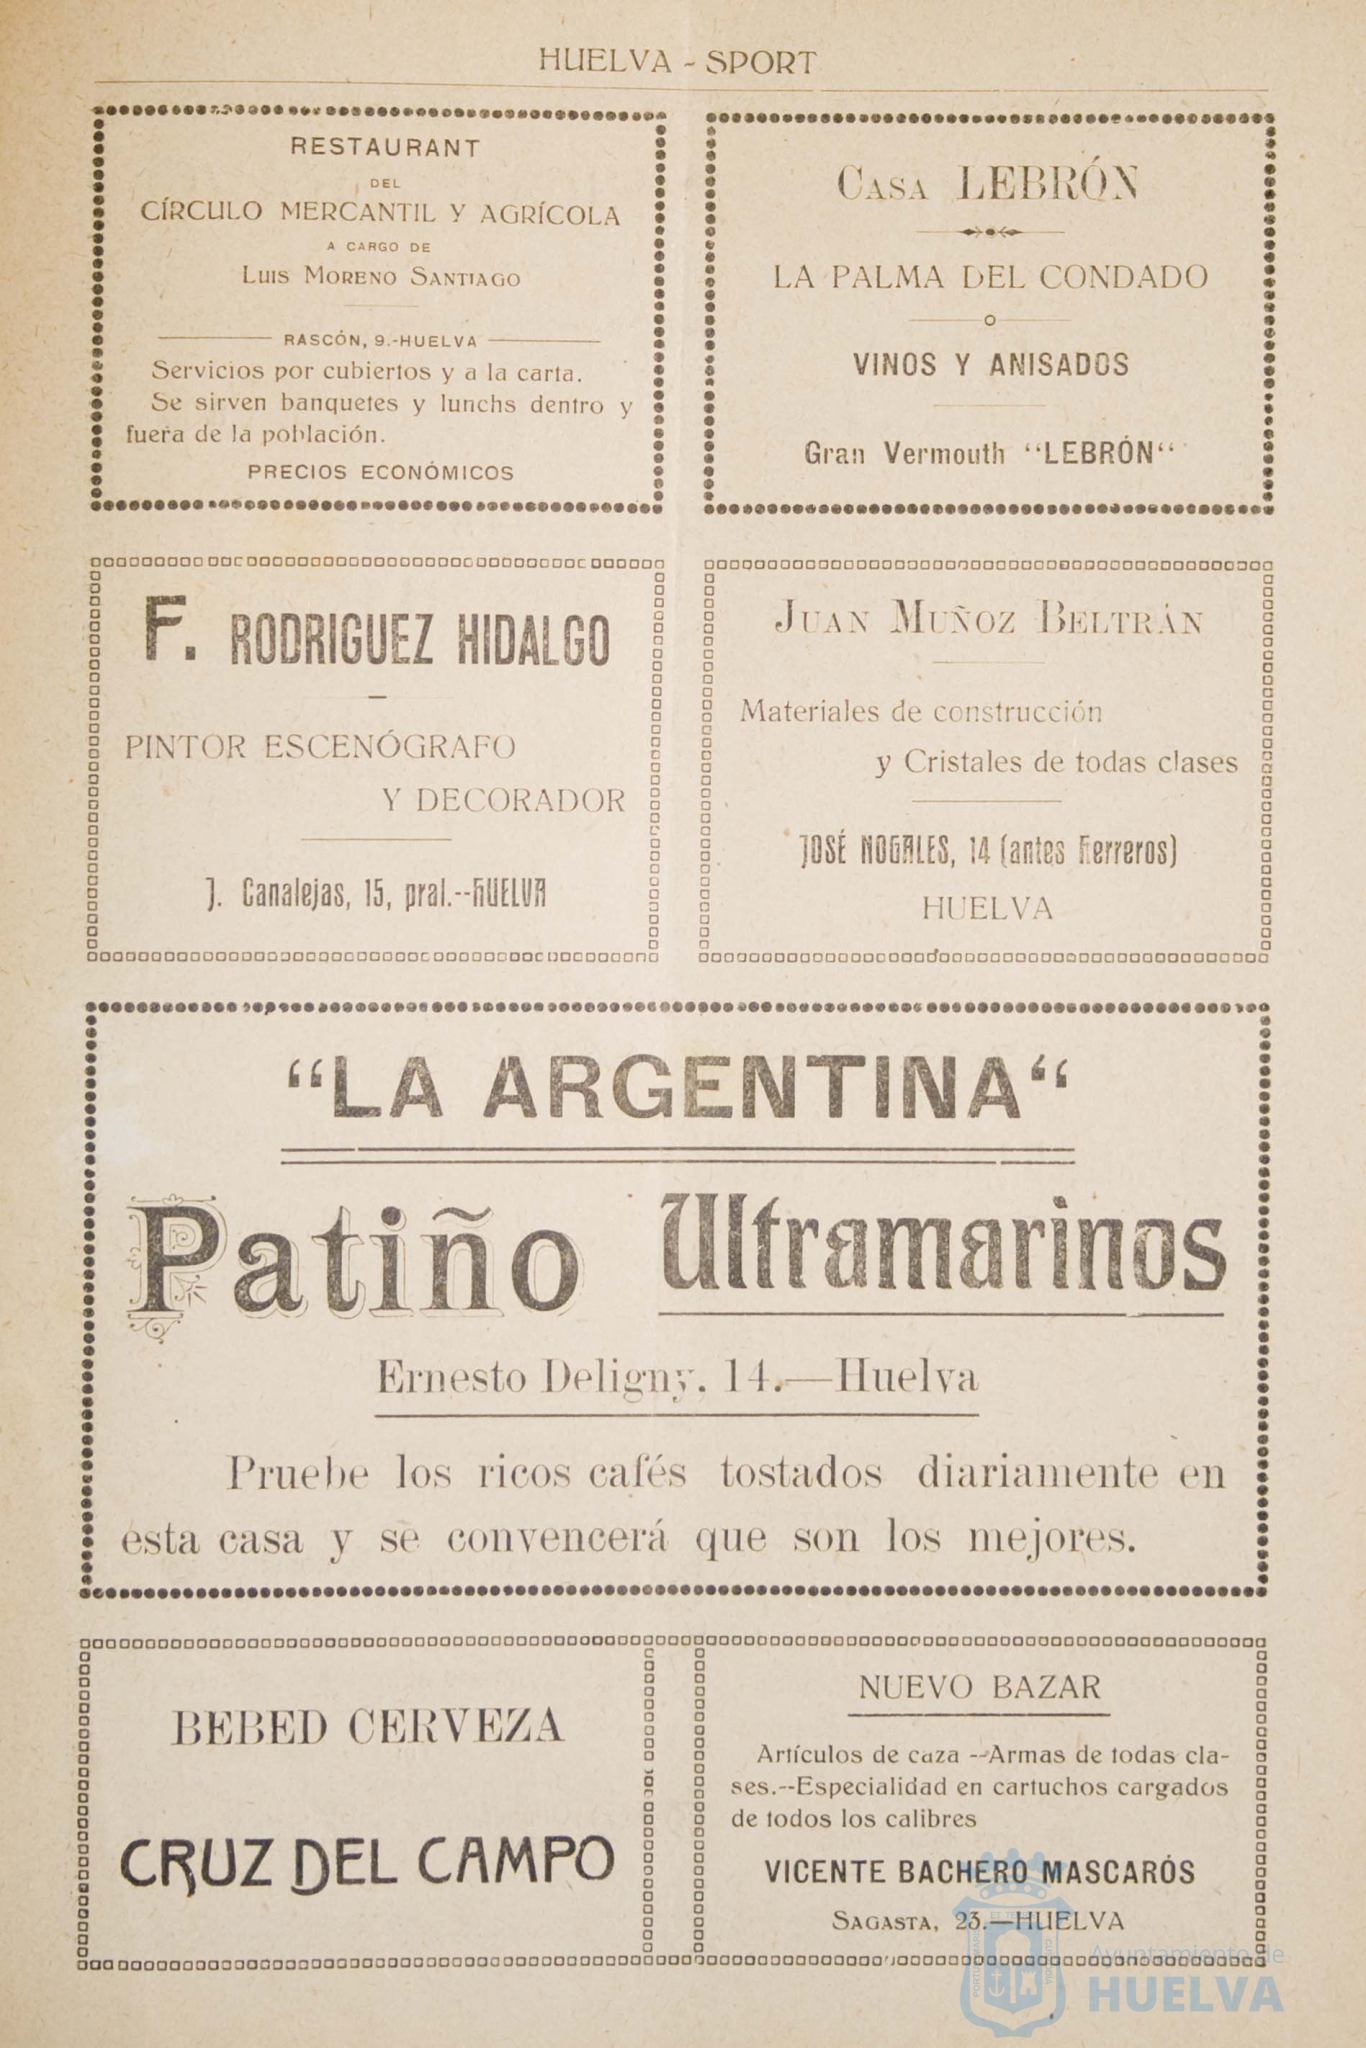 HUELVA - SPORT
RESTAURANT
DEL
CÍRCULO MERCANTIL Y AGRÍCOLA
A CARGO DE
LUIS MORENO SANTIAGO
RASCÓN, 9.-HUELVA
Servicios por cubiertos y a la carta.
Se sirven banquetes y lunchs dentro y
fuera de la población.
PRECIOS ECONÓMICOS
CASA LEBRÓN
LA PALMA DEL CONDADO
VINOS Y ANISADOS
Gran Vermouth “LEBRÓN“
F. RODRIGUEZ HIDALGO
PINTOR ESCENÓGRAFO
Y DECORADOR
J. Canalejas, 15, pral.--HUELVA
JUAN MUÑOZ BELTRÁN
Materiales de construcción
y Cristales de todas clases
JOSÉ NOGALES, 14 (antes Herreros)
HUELVA
“LA ARGENTINA“
Patiño Ultramarinos
Ernesto Deligny, 14.—Huelva
Pruebe los ricos cafés tostados diariamente en
esta casa y se convencerá que son los mejores.
BEBED CERVEZA
CRUZ DEL CAMPO
NUEVO BAZAR
Artículos de caza --Armas de todas cla-
ses.--Especialidad en cartuchos cargados
de todos los calibres
VICENTE BACHERO MASCARÓS
SAGASTA, 23.—HUELVA
Ayuntamiento de
HUELVA